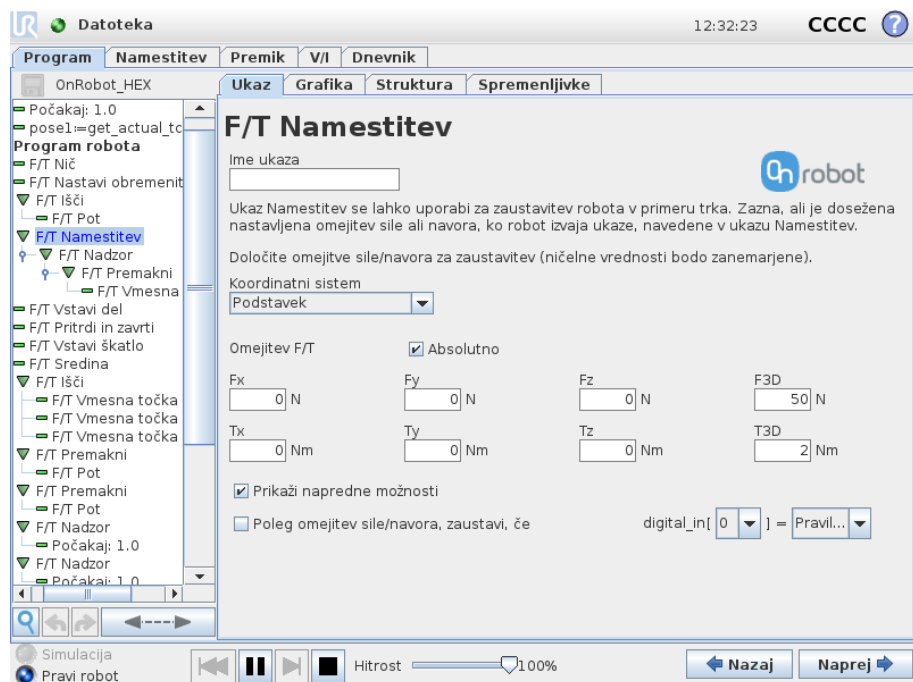 Datoteka 12:32:23 CCCC ?
Program Namestitev Premik V/I Dnevnik
OnRobot_HEX
Ukaz Grafika Struktura Spremenljivke
Počakaj: 1.0
pose1:=get_actual_tc
Program robota
F/T Nič
F/T Nastavi obremenit
F/T Išči
F/T Pot
F/T Namestitev
F/T Nadzor
F/T Premakni
F/T Vmesna
F/T Vstavi del
F/T Pritrdi in zavrti
F/T Vstavi škatlo
F/T Sredina
F/T Išči
F/T Vmesna točka
F/T Vmesna točka
F/T Vmesna točka
F/T Premakni
F/T Pot
F/T Premakni
F/T Pot
F/T Nadzor
Počakaj: 1.0
F/T Nadzor
Počakaj: 1.0
F/T Namestitev
Ime ukaza
On robot
Ukaz Namestitev se lahko uporabi za zaustavitev robota v primeru trka. Zazna, ali je dosežena
nastavljena omejitev sile ali navora, ko robot izvaja ukaze, navedene v ukazu Namestitev.
Določite omejitve sile/navora za zaustavitev (ničelne vrednosti bodo zanemarjene).
Koordinatni sistem
Podstavek
Omejitev F/T Absolutno
Fx Fy Fz F3D
0 N 0 N 0 N 50 N
Tx Ty Tz T3D
0 Nm 0 Nm 0 Nm 2 Nm
Prikaži napredne možnosti
Poleg omejitev sile/navora, zaustavi, če digital_in[ 0 ] = Pravil...
Simulacija
Pravi robot
Hitrost 100%
Nazaj Naprej